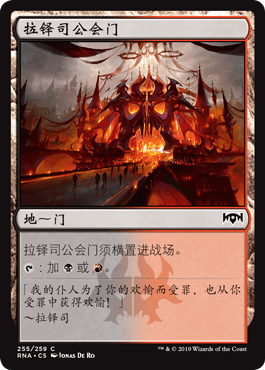 拉铎司公会门
地～门
拉铎司公会门须横置进战场。
：加或。
「我的仆人为了你的欢愉而受罪，也从你
受罪中获得欢愉！」
～拉铎司
255/259 C
RNA • CS Jonas De Ro
™ & © 2019 Wizards of the Coast